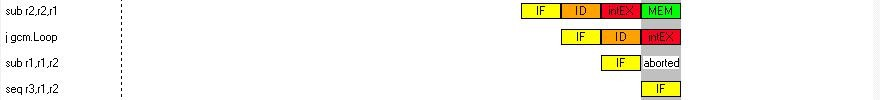 sub r2,r2,r1 IF ID intEX MEM
j gcm.Loop IF ID intEX
sub r1,r1,r2 IF aborted
seq r3,r1,r2 IF